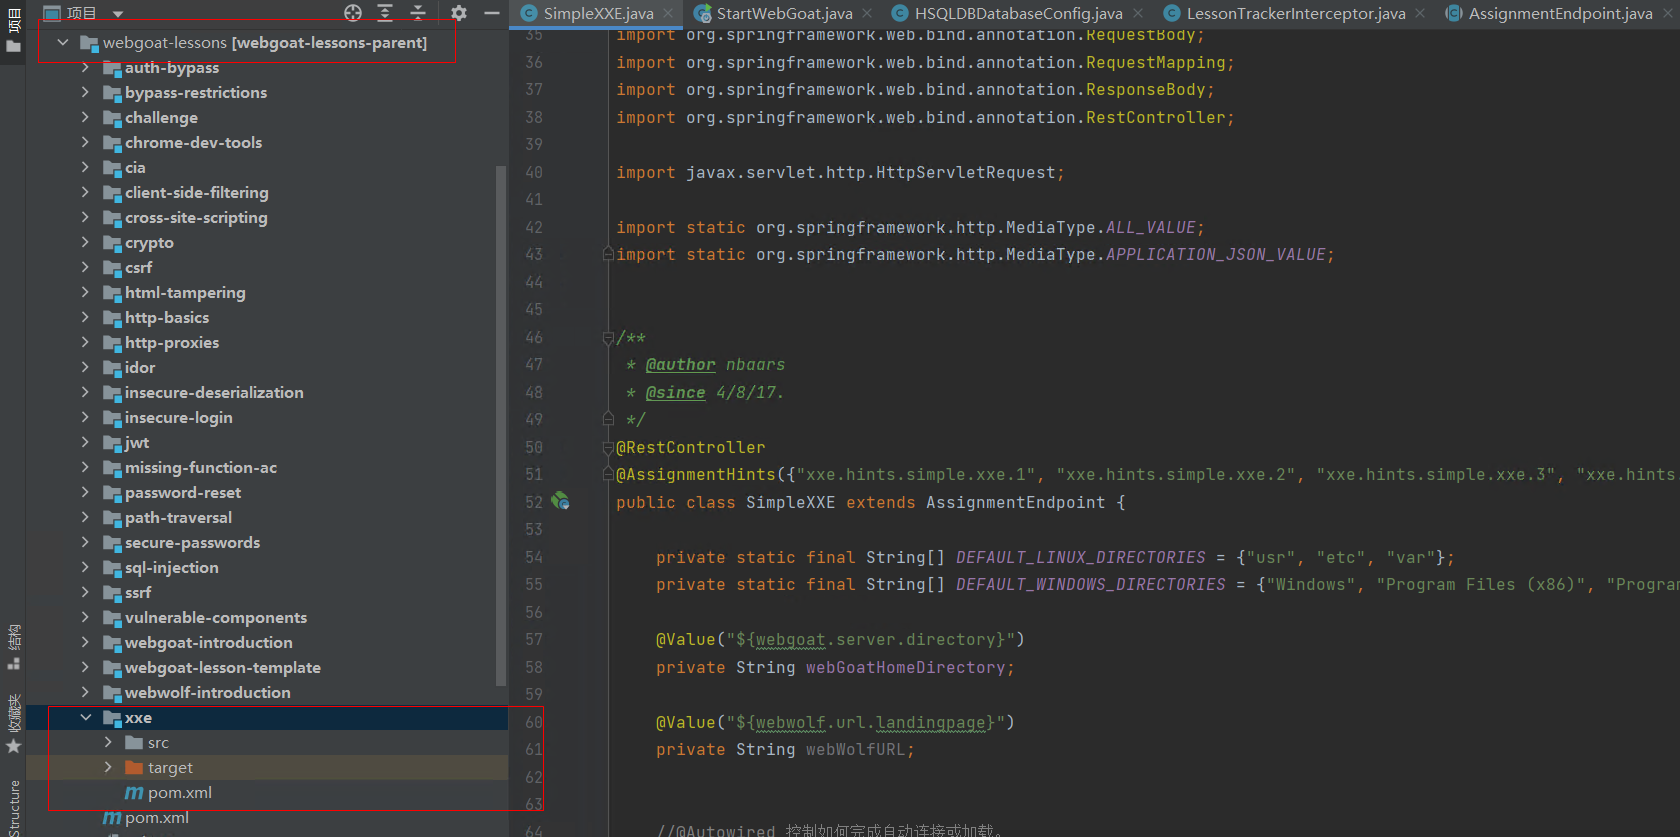 项目
SimpleXXE.java
StartWebGoat.java
HSQLDBDatabaseConfig.java
LessonTrackerInterceptor.java
AssignmentEndpoint.java
项目
结构
收藏夹
Structure
webgoat-lessons [webgoat-lessons-parent]
auth-bypass
bypass-restrictions
challenge
chrome-dev-tools
cia
client-side-filtering
cross-site-scripting
crypto
csrf
html-tampering
http-basics
http-proxies
idor
insecure-deserialization
insecure-login
jwt
missing-function-ac
password-reset
path-traversal
secure-passwords
sql-injection
ssrf
vulnerable-components
webgoat-introduction
webgoat-lesson-template
webwolf-introduction
xxe
src
target
pom.xml
pom.xml
35 import org.springframework.web.bind.annotation.RequestBody;
36 import org.springframework.web.bind.annotation.RequestMapping;
37 import org.springframework.web.bind.annotation.ResponseBody;
38 import org.springframework.web.bind.annotation.RestController;
39
40 import javax.servlet.http.HttpServletRequest;
41
42 import static org.springframework.http.MediaType.ALL_VALUE;
43 import static org.springframework.http.MediaType.APPLICATION_JSON_VALUE;
44
45
46 /**
47 * @author nbaars
48 * @since 4/8/17.
49 */
50 @RestController
51 @AssignmentHints({"xxe.hints.simple.xxe.1", "xxe.hints.simple.xxe.2", "xxe.hints.simple.xxe.3", "xxe.hints.
52 public class SimpleXXE extends AssignmentEndpoint {
53
54 private static final String[] DEFAULT_LINUX_DIRECTORIES = {"usr", "etc", "var"};
55 private static final String[] DEFAULT_WINDOWS_DIRECTORIES = {"Windows", "Program Files (x86)", "Program
56
57 @Value("${webgoat.server.directory}")
58 private String webGoatHomeDirectory;
59
60 @Value("${webwolf.url.landingpage}")
61 private String webWolfURL;
62
63
64 //@Autowired 控制如何完成自动连接或加载。